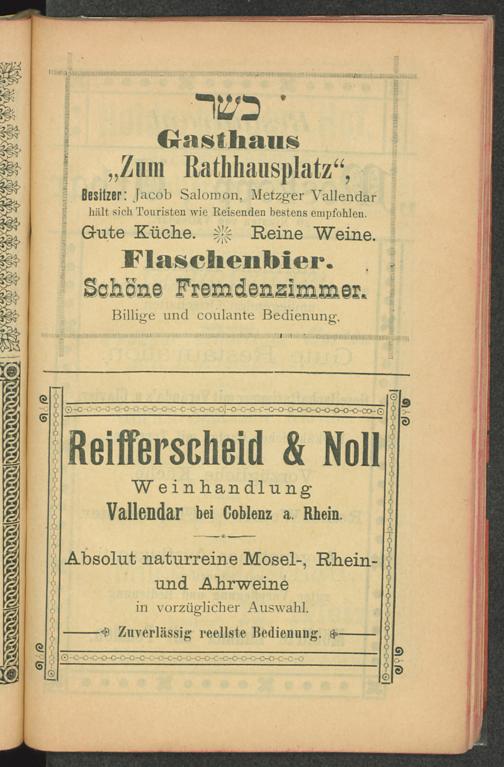 כשר
Gasthaus
„Zum Rathhausplatz“,
Besitzer: Jacob Salomon, Metzger Vallendar
hält sich Touristen wie Reisenden bestens empfohlen.
Gute Küche. Reine Weine.
Flaschenbier.
Schöne Fremdenzimmer.
Billige und coulante Bedienung.
Reifferscheid & Noll
Weinhandlung
Vallendar bei Coblenz a. Rhein.
Absolut naturreine Mosel-, Rhein-
und Ahrweine
in vorzüglicher Auswahl.
Zuverlässig reellste Bedienung.